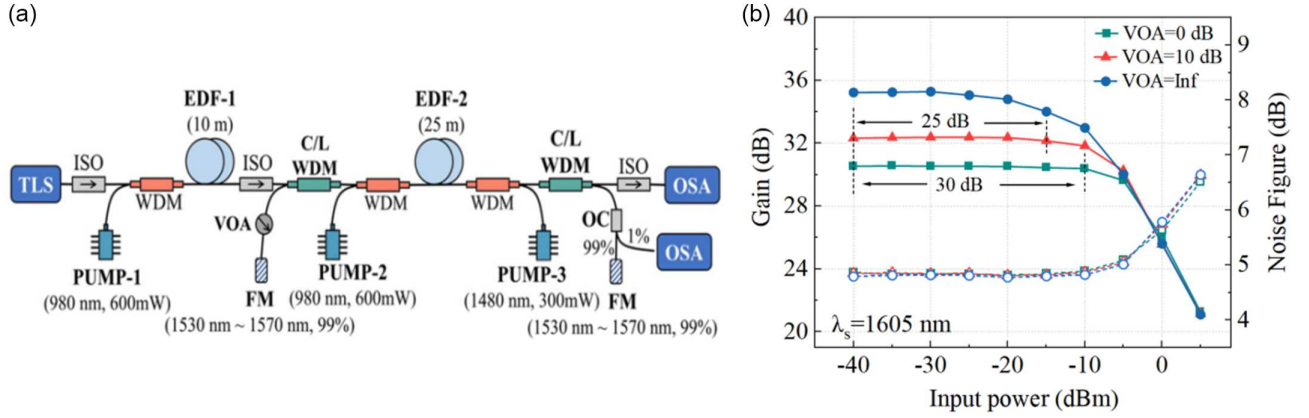 (a)
EDF-1
(10 m)
EDF-2
(25 m)
TLS
ISO
WDM
ISO
C/L
WDM
WDM
WDM
C/L
WDM
ISO
OSA
VOA
OC
99%
1%
OSA
PUMP-1
(980 nm, 600mW)
FM
(1530 nm ~ 1570 nm, 99%)
PUMP-2
(980 nm, 600mW)
PUMP-3
(1480 nm, 300mW)
FM
(1530 nm ~ 1570 nm, 99%)
(b)
40
36
32
28
24
20
Gain (dB)
VOA=0 dB
VOA=10 dB
VOA=Inf
25 dB
30 dB
λs=1605 nm
9
8
7
6
5
4
Noise Figure (dB)
-40
-30
-20
-10
0
Input power (dBm)